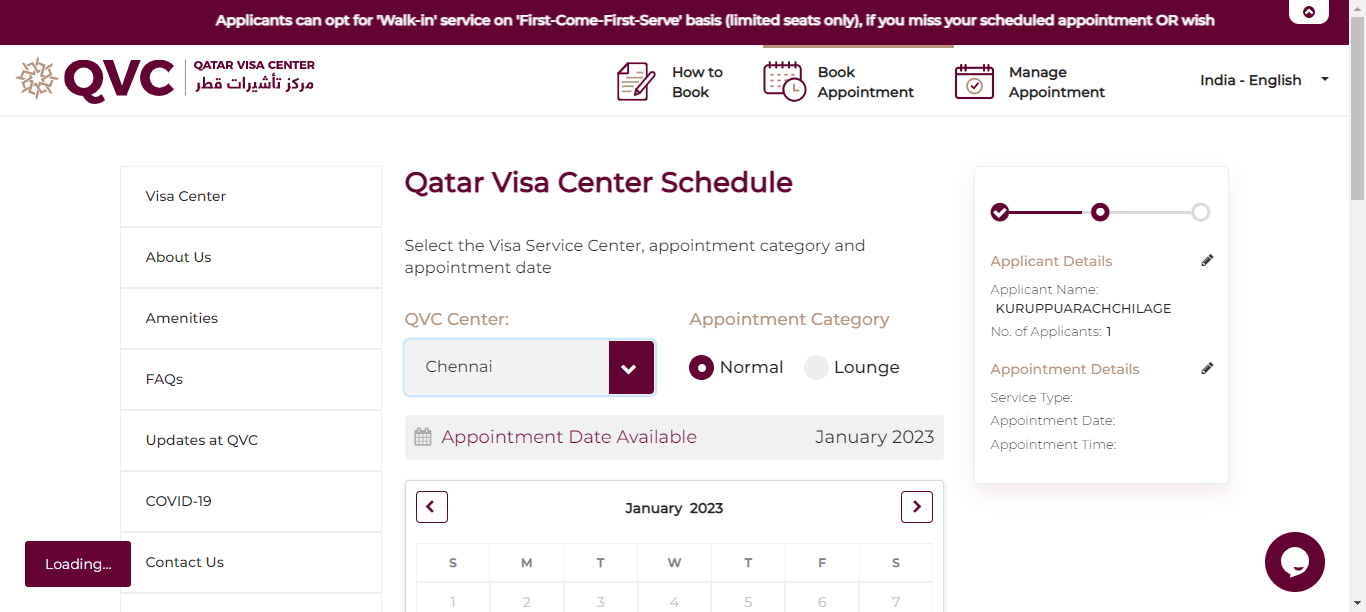 Applicants can opt for 'Walk-in' service on 'First-Come-First-Serve' basis (limited seats only), if you miss your scheduled appointment OR wish
QVC
QATAR VISA CENTER
مركز تأشيرات قطر
How to
Book
Book
Appointment
Manage
Appointment
India - English
Visa Center
About Us
Amenities
FAQs
Updates at QVC
COVID-19
Contact Us
Loading...
Qatar Visa Center Schedule
Select the Visa Service Center, appointment category and
appointment date
QVC Center:
Chennai
Appointment Category
Normal
Lounge
Appointment Date Available
January 2023
January 2023
S M T W T F S
1 2 3 4 5 6 7
Applicant Details
Applicant Name:
KURUPPUARACHCHILAGE
No. of Applicants: 1
Appointment Details
Service Type:
Appointment Date:
Appointment Time: